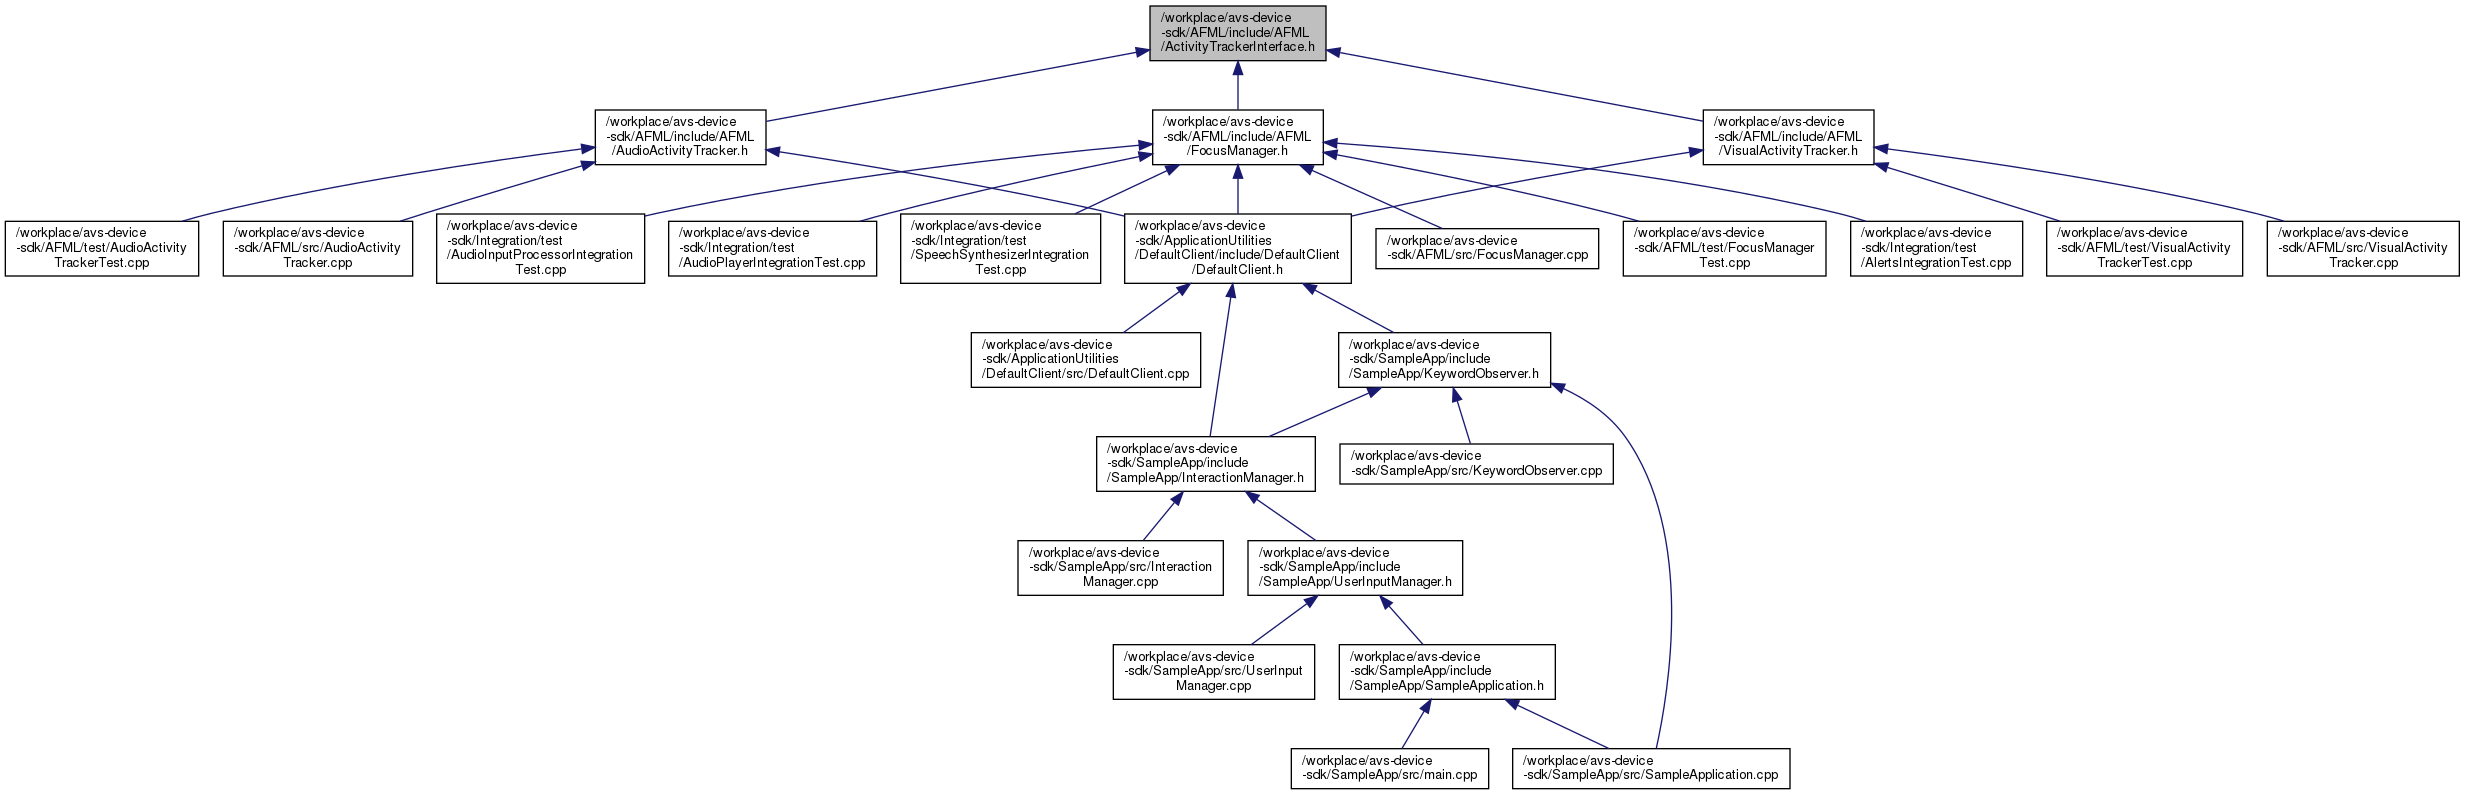 /workplace/avs-device
-sdk/AFML/include/AFML
/ActivityTrackerInterface.h
/workplace/avs-device
-sdk/AFML/include/AFML
/AudioActivityTracker.h
/workplace/avs-device
-sdk/AFML/include/AFML
/FocusManager.h
/workplace/avs-device
-sdk/AFML/include/AFML
/VisualActivityTracker.h
/workplace/avs-device
-sdk/AFML/test/AudioActivity
TrackerTest.cpp
/workplace/avs-device
-sdk/AFML/src/AudioActivity
Tracker.cpp
/workplace/avs-device
-sdk/Integration/test
/AudioInputProcessorIntegration
Test.cpp
/workplace/avs-device
-sdk/Integration/test
/AudioPlayerIntegrationTest.cpp
/workplace/avs-device
-sdk/Integration/test
/SpeechSynthesizerIntegration
Test.cpp
/workplace/avs-device
-sdk/ApplicationUtilities
/DefaultClient/include/DefaultClient
/DefaultClient.h
/workplace/avs-device
-sdk/AFML/src/FocusManager.cpp
/workplace/avs-device
-sdk/AFML/test/FocusManager
Test.cpp
/workplace/avs-device
-sdk/Integration/test
/AlertsIntegrationTest.cpp
/workplace/avs-device
-sdk/AFML/test/VisualActivity
TrackerTest.cpp
/workplace/avs-device
-sdk/AFML/src/VisualActivity
Tracker.cpp
/workplace/avs-device
-sdk/ApplicationUtilities
/DefaultClient/src/DefaultClient.cpp
/workplace/avs-device
-sdk/SampleApp/include
/SampleApp/KeywordObserver.h
/workplace/avs-device
-sdk/SampleApp/include
/SampleApp/InteractionManager.h
/workplace/avs-device
-sdk/SampleApp/src/KeywordObserver.cpp
/workplace/avs-device
-sdk/SampleApp/src/Interaction
Manager.cpp
/workplace/avs-device
-sdk/SampleApp/include
/SampleApp/UserInputManager.h
/workplace/avs-device
-sdk/SampleApp/src/UserInput
Manager.cpp
/workplace/avs-device
-sdk/SampleApp/include
/SampleApp/SampleApplication.h
/workplace/avs-device
-sdk/SampleApp/src/main.cpp
/workplace/avs-device
-sdk/SampleApp/src/SampleApplication.cpp